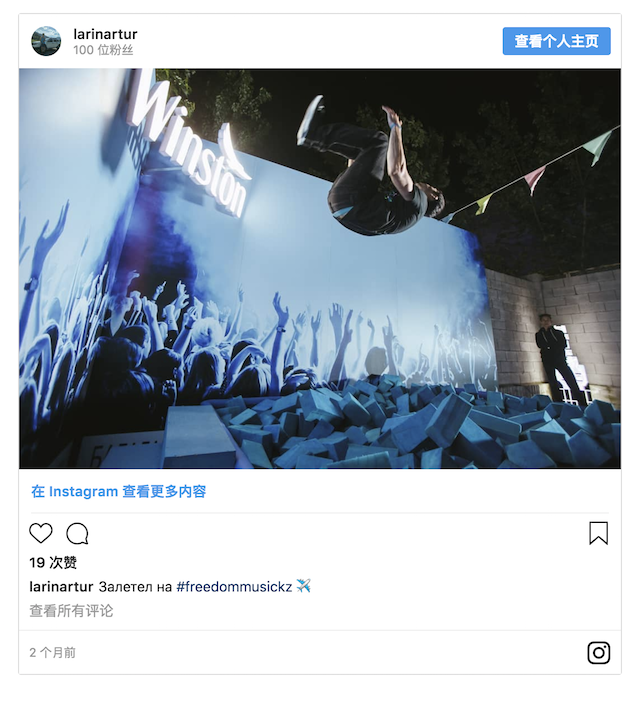 larinartur
100 位粉丝
查看个人主页
Winston
在 Instagram 查看更多内容
19 次赞
larinartur Залетел на #freedommusickz ✈️
查看所有评论
2 个月前